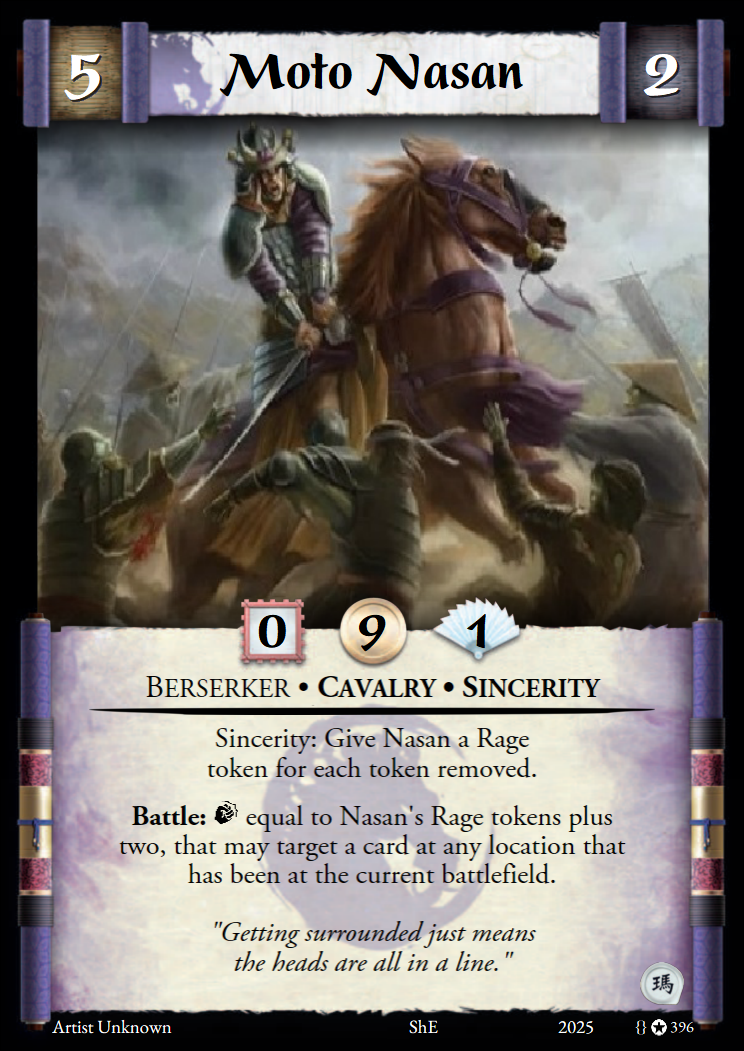 5 Moto Nasan 2
0 9 1
BERSERKER • CAVALRY • SINCERITY
Sincerity: Give Nasan a Rage
token for each token removed.
Battle: equal to Nasan's Rage tokens plus
two, that may target a card at any location that
has been at the current battlefield.
"Getting surrounded just means
the heads are all in a line."
瑪
Artist Unknown ShE 2025 {} ✪ 396